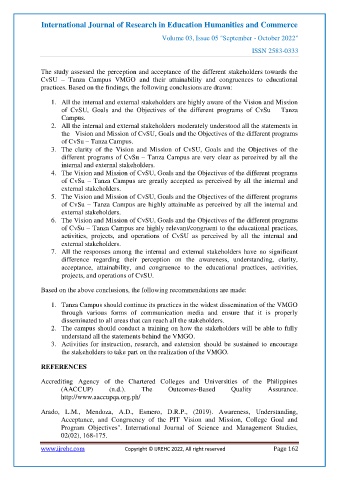 International Journal of Research in Education Humanities and Commerce
Volume 03, Issue 05 "September - October 2022"
ISSN 2583-0333
The study assessed the perception and acceptance of the different stakeholders towards the
CvSU – Tanza Campus VMGO and their attainability and congruences to educational
practices. Based on the findings, the following conclusions are drawn:
1. All the internal and external stakeholders are highly aware of the Vision and Mission
of CvSU, Goals and the Objectives of the different programs of CvSu – Tanza
Campus.
2. All the internal and external stakeholders moderately understood all the statements in
the Vision and Mission of CvSU, Goals and the Objectives of the different programs
of CvSu – Tanza Campus.
3. The clarity of the Vision and Mission of CvSU, Goals and the Objectives of the
different programs of CvSu – Tanza Campus are very clear as perceived by all the
internal and external stakeholders.
4. The Vision and Mission of CvSU, Goals and the Objectives of the different programs
of CvSu – Tanza Campus are greatly accepted as perceived by all the internal and
external stakeholders.
5. The Vision and Mission of CvSU, Goals and the Objectives of the different programs
of CvSu – Tanza Campus are highly attainable as perceived by all the internal and
external stakeholders.
6. The Vision and Mission of CvSU, Goals and the Objectives of the different programs
of CvSu – Tanza Campus are highly relevant/congruent to the educational practices,
activities, projects, and operations of CvSU as perceived by all the internal and
external stakeholders.
7. All the responses among the internal and external stakeholders have no significant
difference regarding their perception on the awareness, understanding, clarity,
acceptance, attainability, and congruence to the educational practices, activities,
projects, and operations of CvSU.
Based on the above conclusions, the following recommendations are made:
1. Tanza Campus should continue its practices in the widest dissemination of the VMGO
through various forms of communication media and ensure that it is properly
disseminated to all areas that can reach all the stakeholders.
2. The campus should conduct a training on how the stakeholders will be able to fully
understand all the statements behind the VMGO.
3. Activities for instruction, research, and extension should be sustained to encourage
the stakeholders to take part on the realization of the VMGO.
REFERENCES
Accrediting Agency of the Chartered Colleges and Universities of the Philippines
(AACCUP) (n.d.). The Outcomes-Based Quality Assurance.
http://www.aaccupqa.org.ph/
Arado, L.M., Mendoza, A.D., Esmero, D.R.P., (2019). Awareness, Understanding,
Acceptance, and Congruency of the PIT Vision and Mission, College Goal and
Program Objectives". International Journal of Science and Management Studies,
02(02), 168-175.
www.ijrehc.com Copyright © IJREHC 2022, All right reserved Page 162